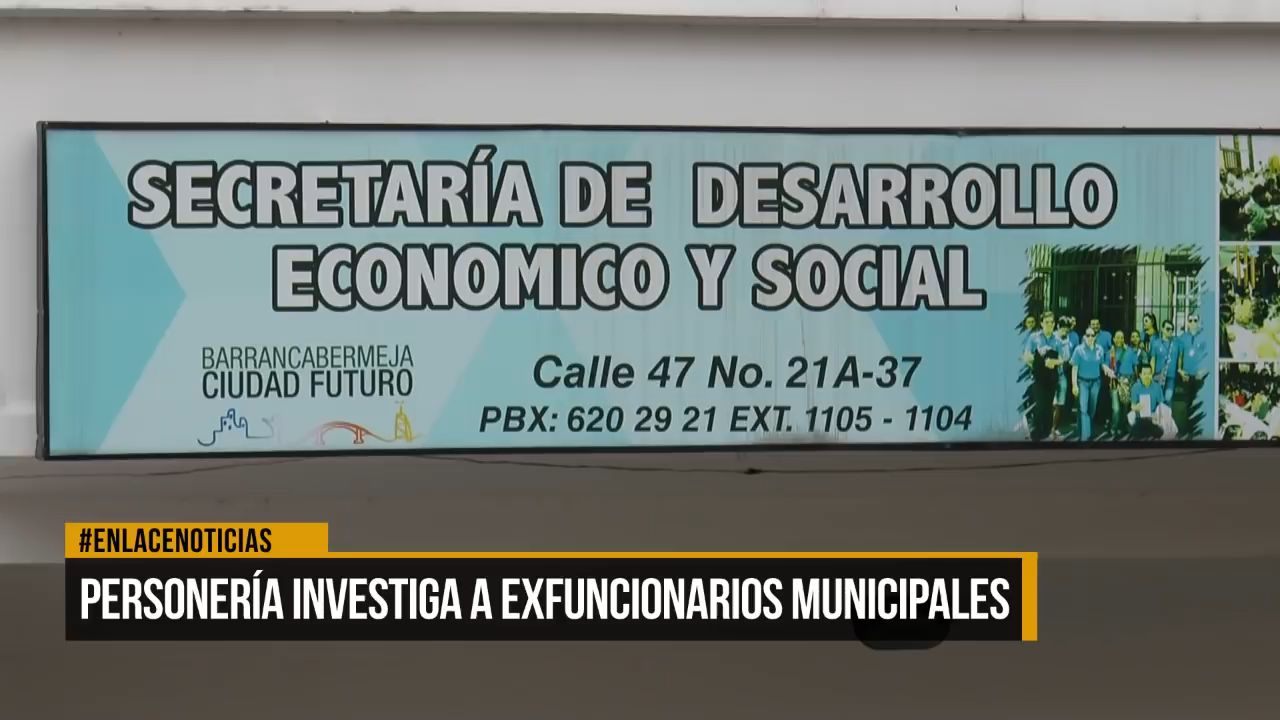 SECRETARÍA DE DESARROLLO
ECONOMICO Y SOCIAL
BARRANCABERMEJA
CIUDAD FUTURO
Calle 47 No. 21A-37
PBX: 620 29 21 EXT. 1105 - 1104
#ENLACENOTICIAS
PERSONERÍA INVESTIGA A EXFUNCIONARIOS MUNICIPALES